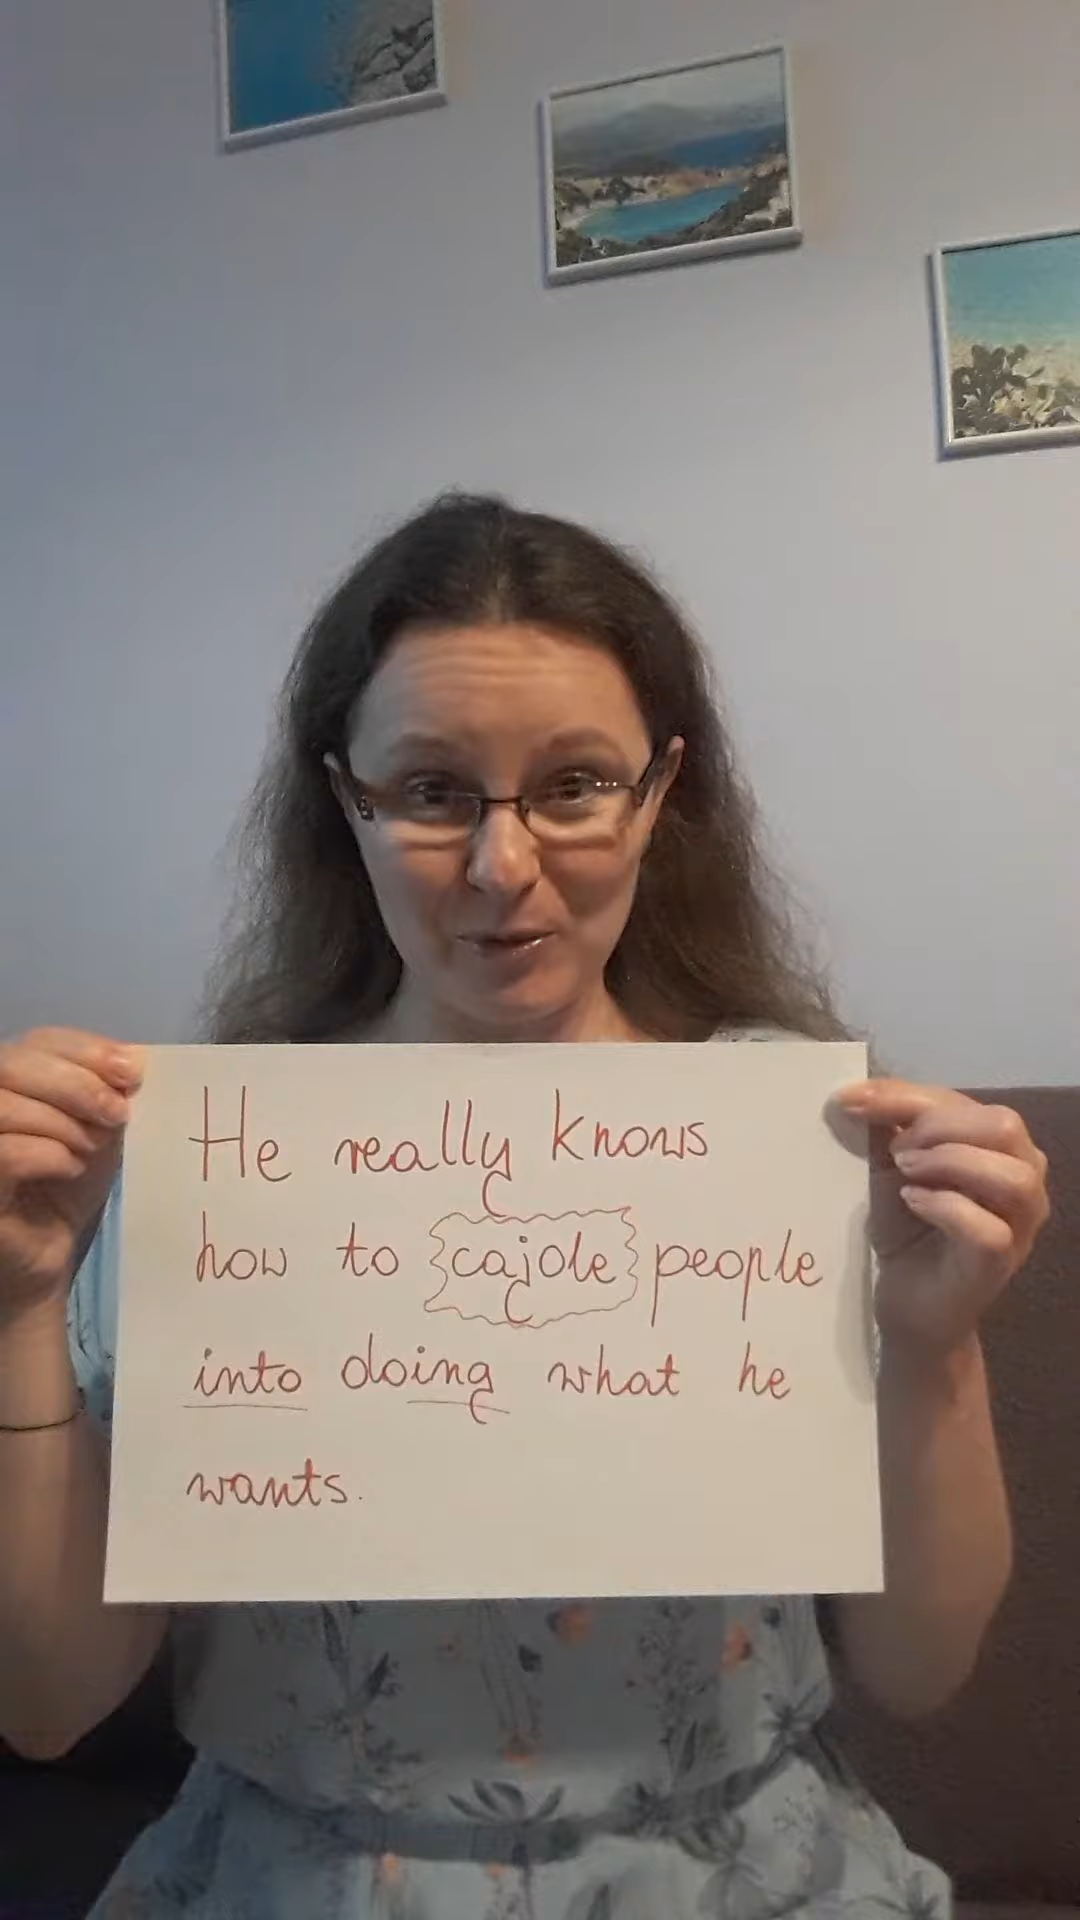 He really knows
how to cajole people
into doing what he
wants.